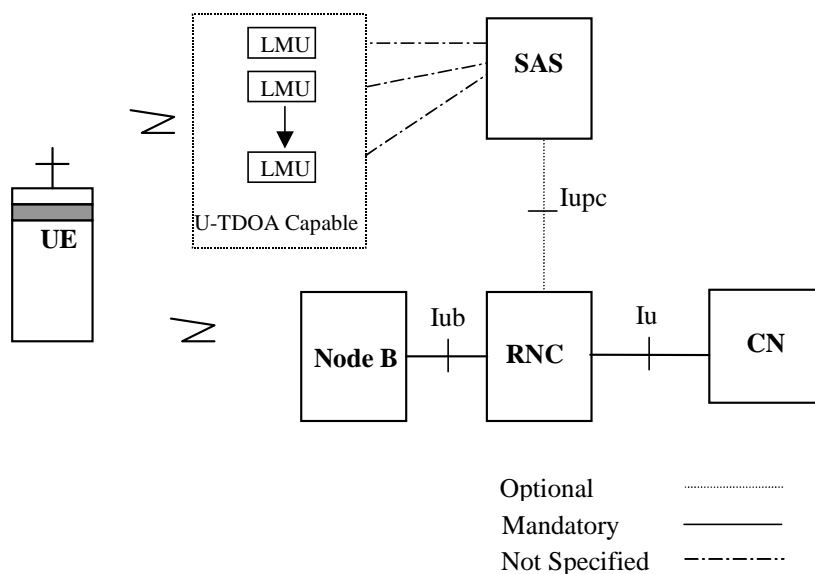 LMU
LMU
LMU
U-TDOA Capable
SAS
Iupc
UE
Node B
Iub
RNC
Iu
CN
Optional
Mandatory
Not Specified